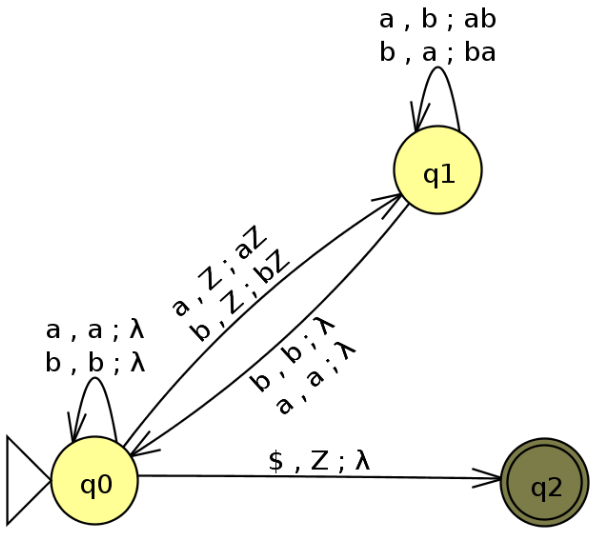 a , b ; ab
b , a ; ba
q1
a , Z ; aZ
b , Z ; bZ
a , a ; λ
b , b ; λ
b , b ; λ
a , a ; λ
$ , Z ; λ
q0
q2